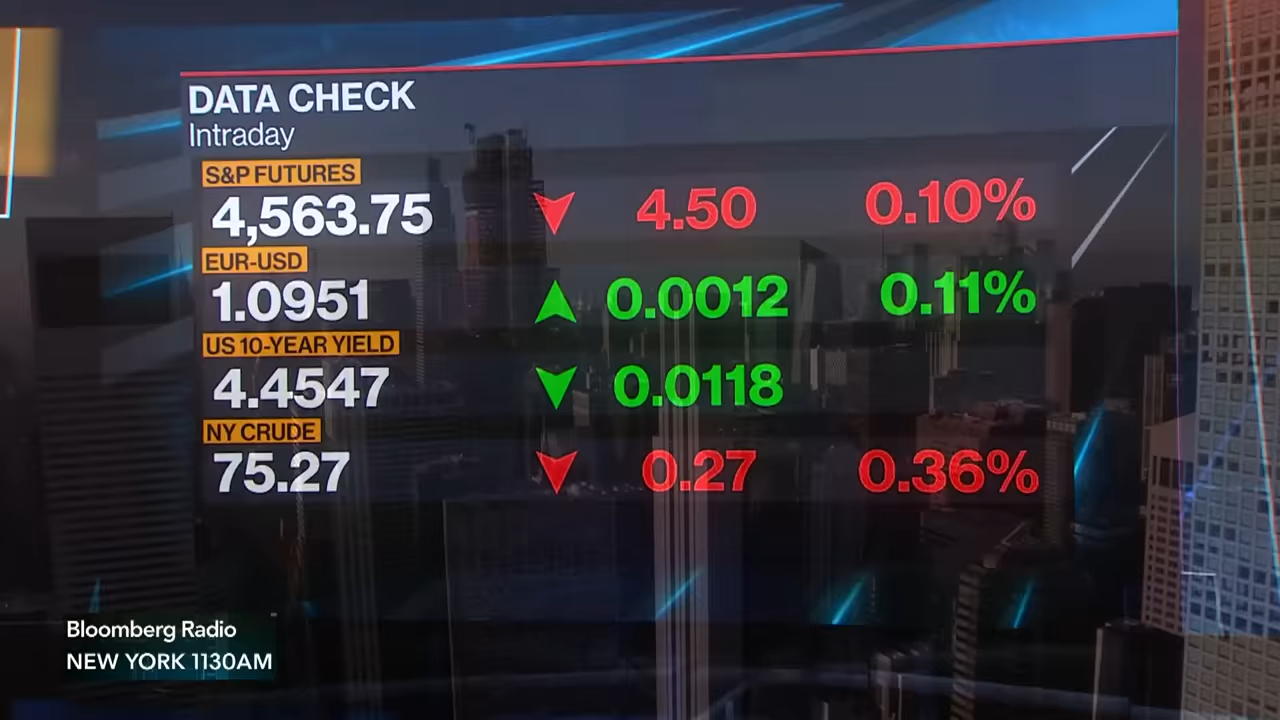 DATA CHECK
Intraday
S&P FUTURES
4,563.75 4.50 0.10%
EUR-USD
1.0951 0.0012 0.11%
US 10-YEAR YIELD
4.4547 0.0118
NY CRUDE
75.27 0.27 0.36%
Bloomberg Radio
NEW YORK 1130AM